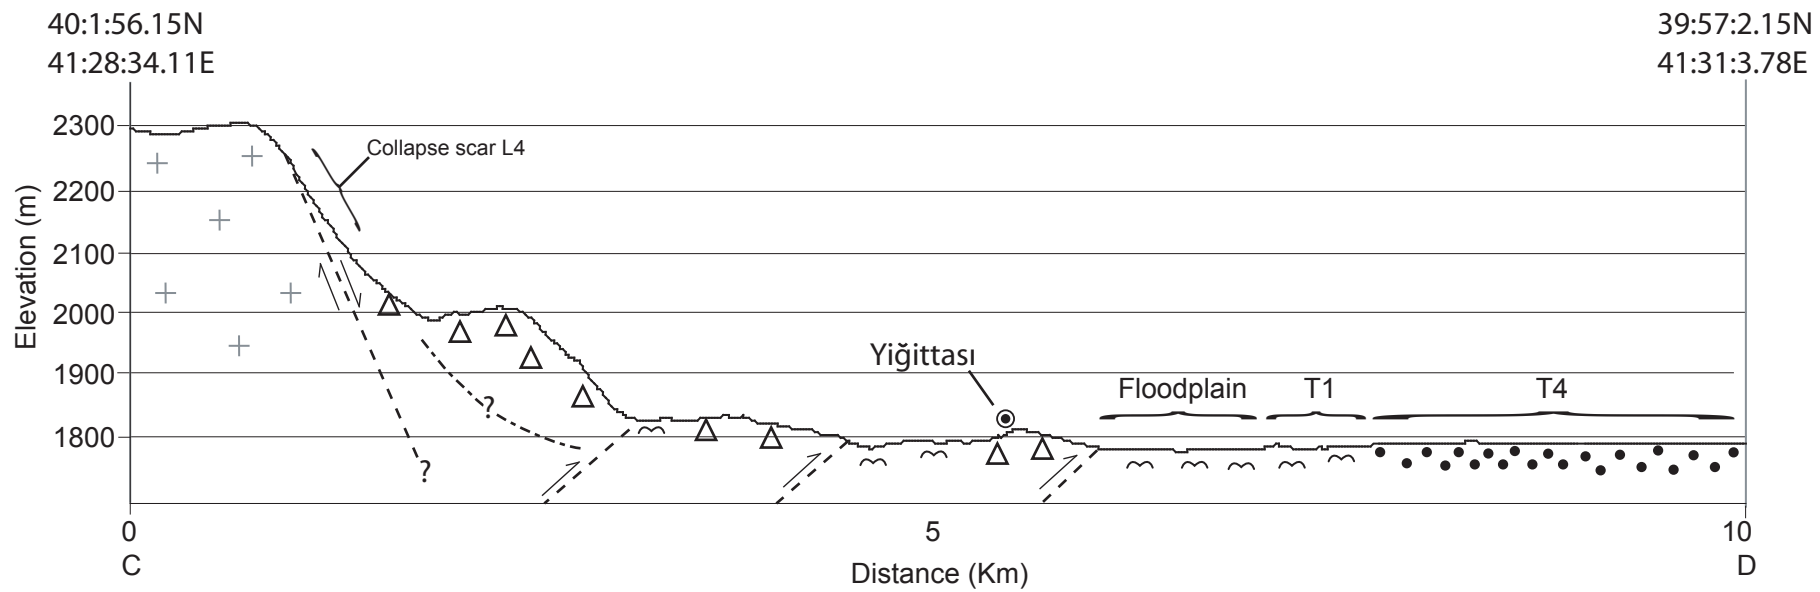 40:1:56.15N
41:28:34.11E
39:57:2.15N
41:31:3.78E
Elevation (m)
2300
2200
2100
2000
1900
1800
Collapse scar L4
?
?
Yiğittası
Floodplain
T1
T4
0
5
10
C
Distance (Km)
D